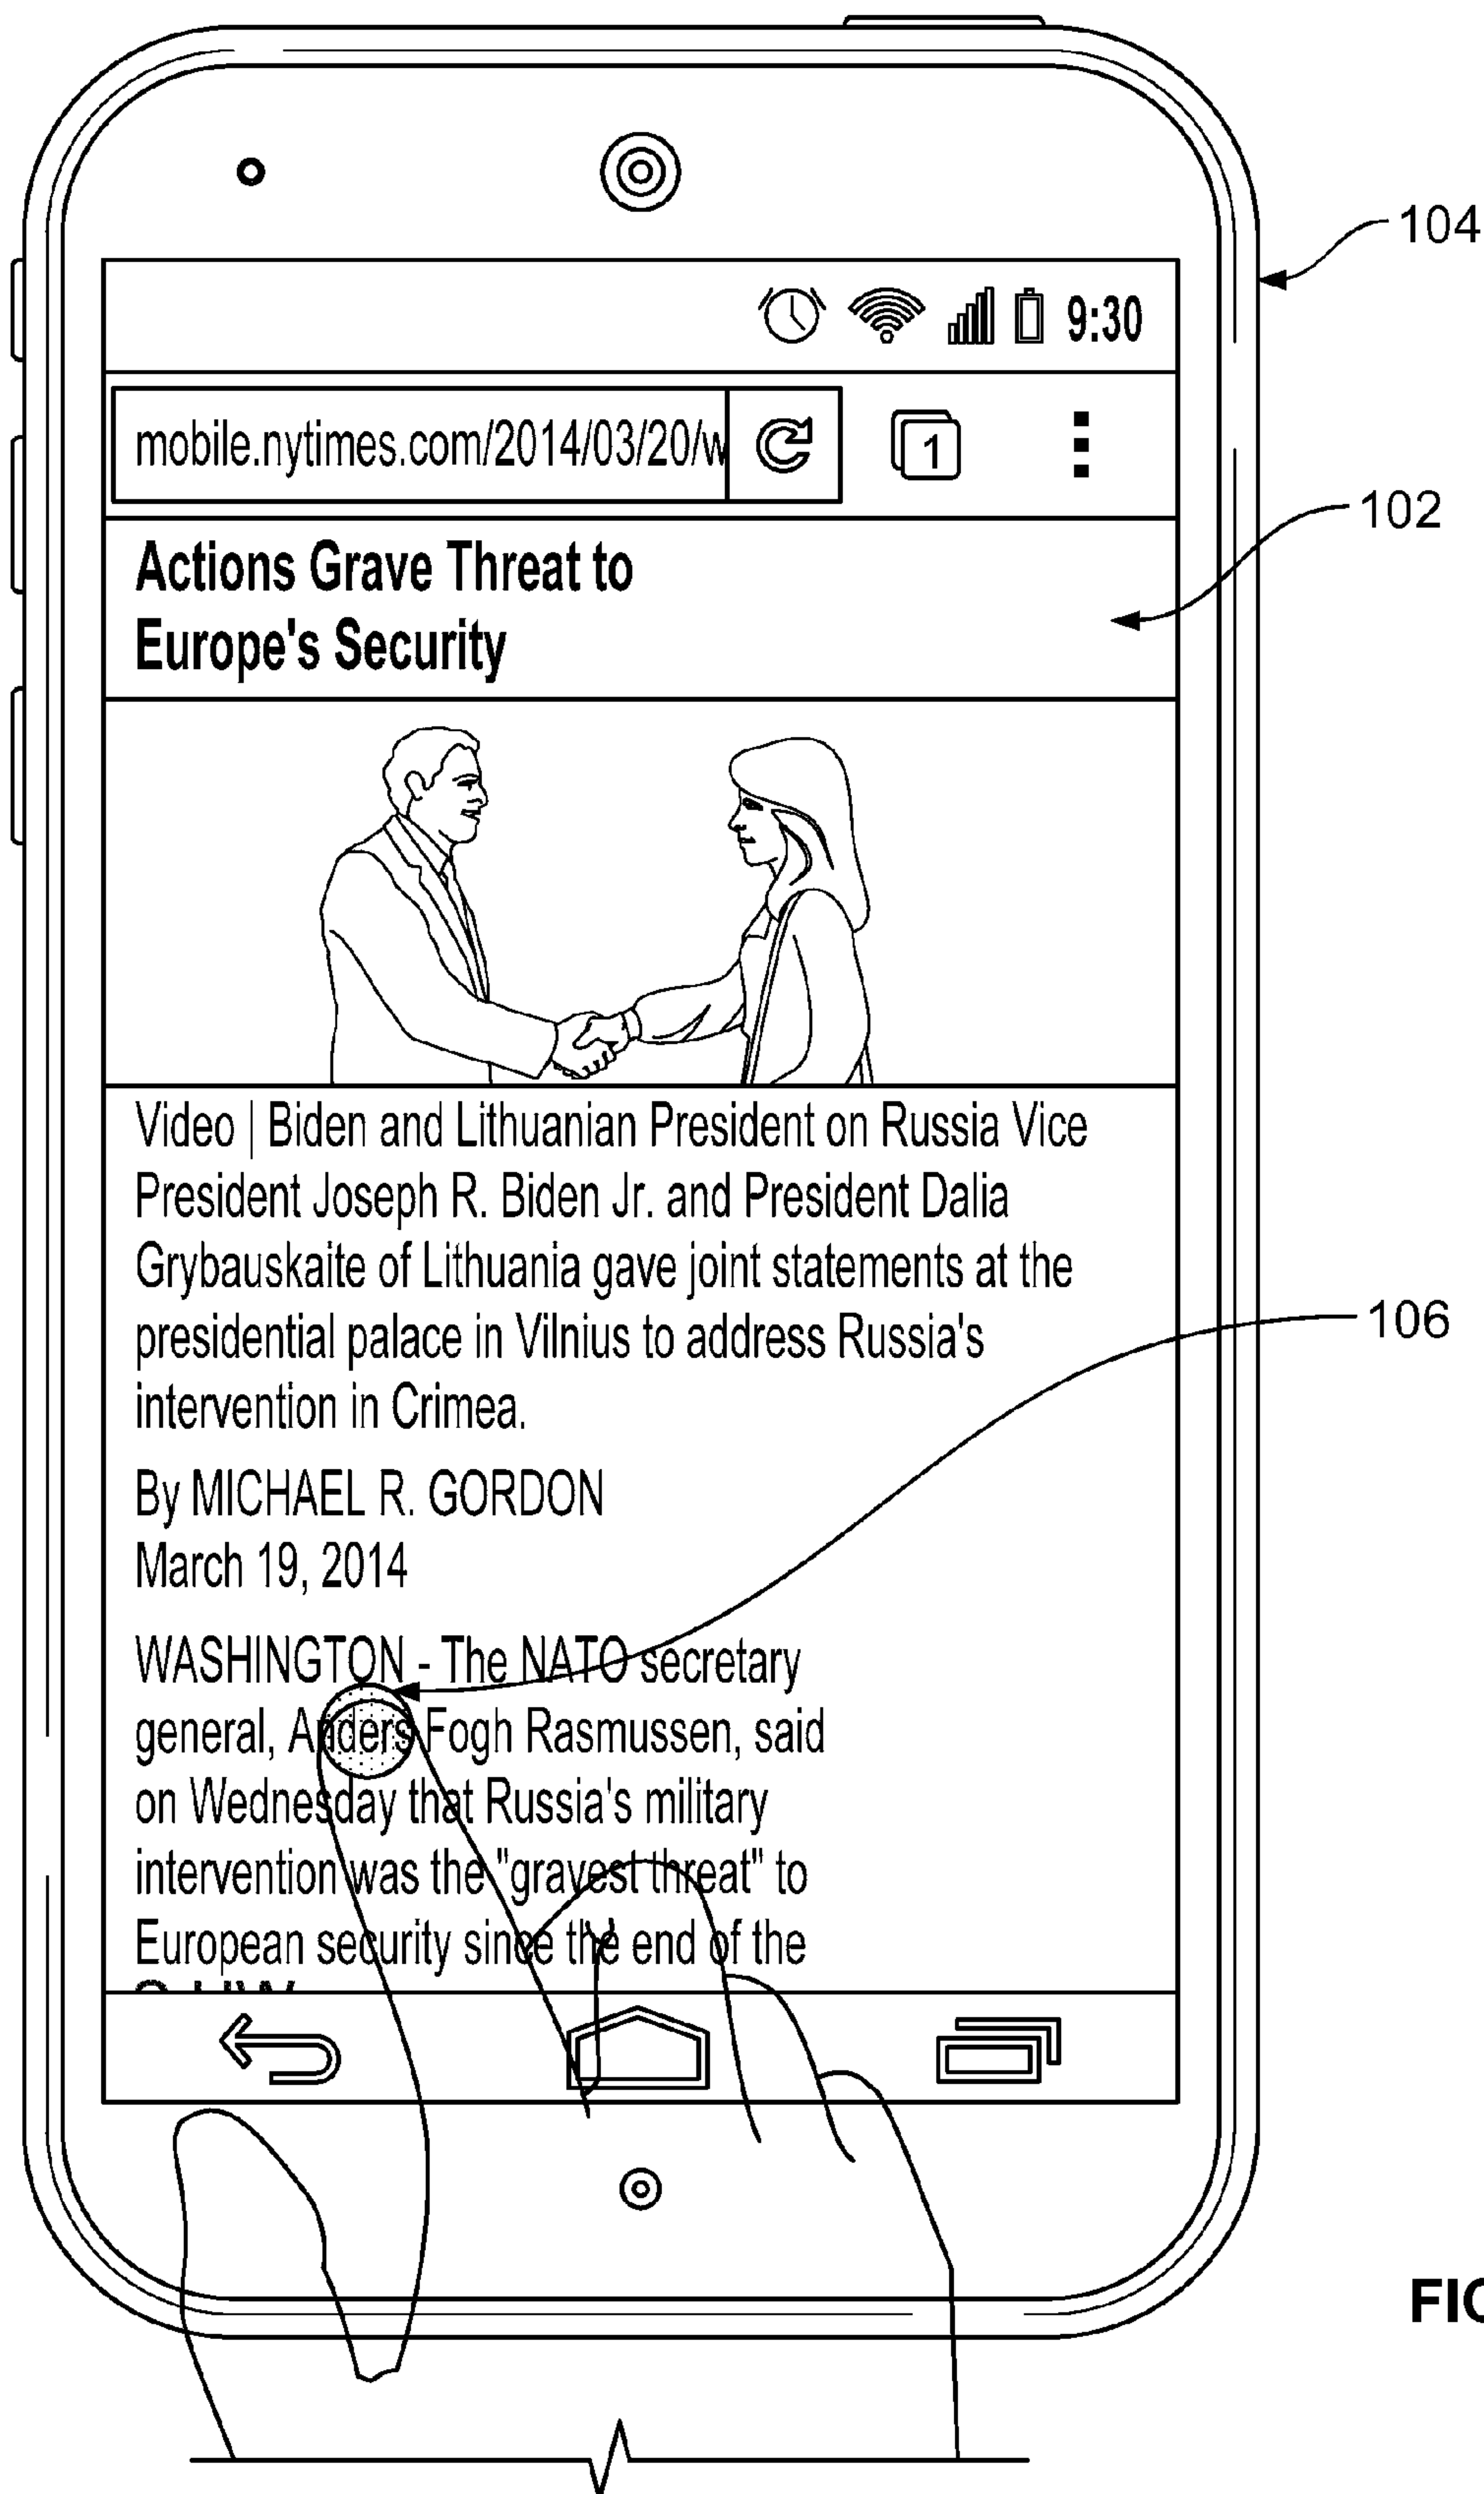 104
9:30
mobile.nytimes.com/2014/03/20/w
1
102
Actions Grave Threat to
Europe's Security
Video | Biden and Lithuanian President on Russia Vice
President Joseph R. Biden Jr. and President Dalia
Grybauskaite of Lithuania gave joint statements at the
presidential palace in Vilnius to address Russia's
intervention in Crimea.
106
By MICHAEL R. GORDON
March 19, 2014
WASHINGTON - The NATO secretary
general, Anders Fogh Rasmussen, said
on Wednesday that Russia's military
intervention was the "gravest threat" to
European security since the end of the